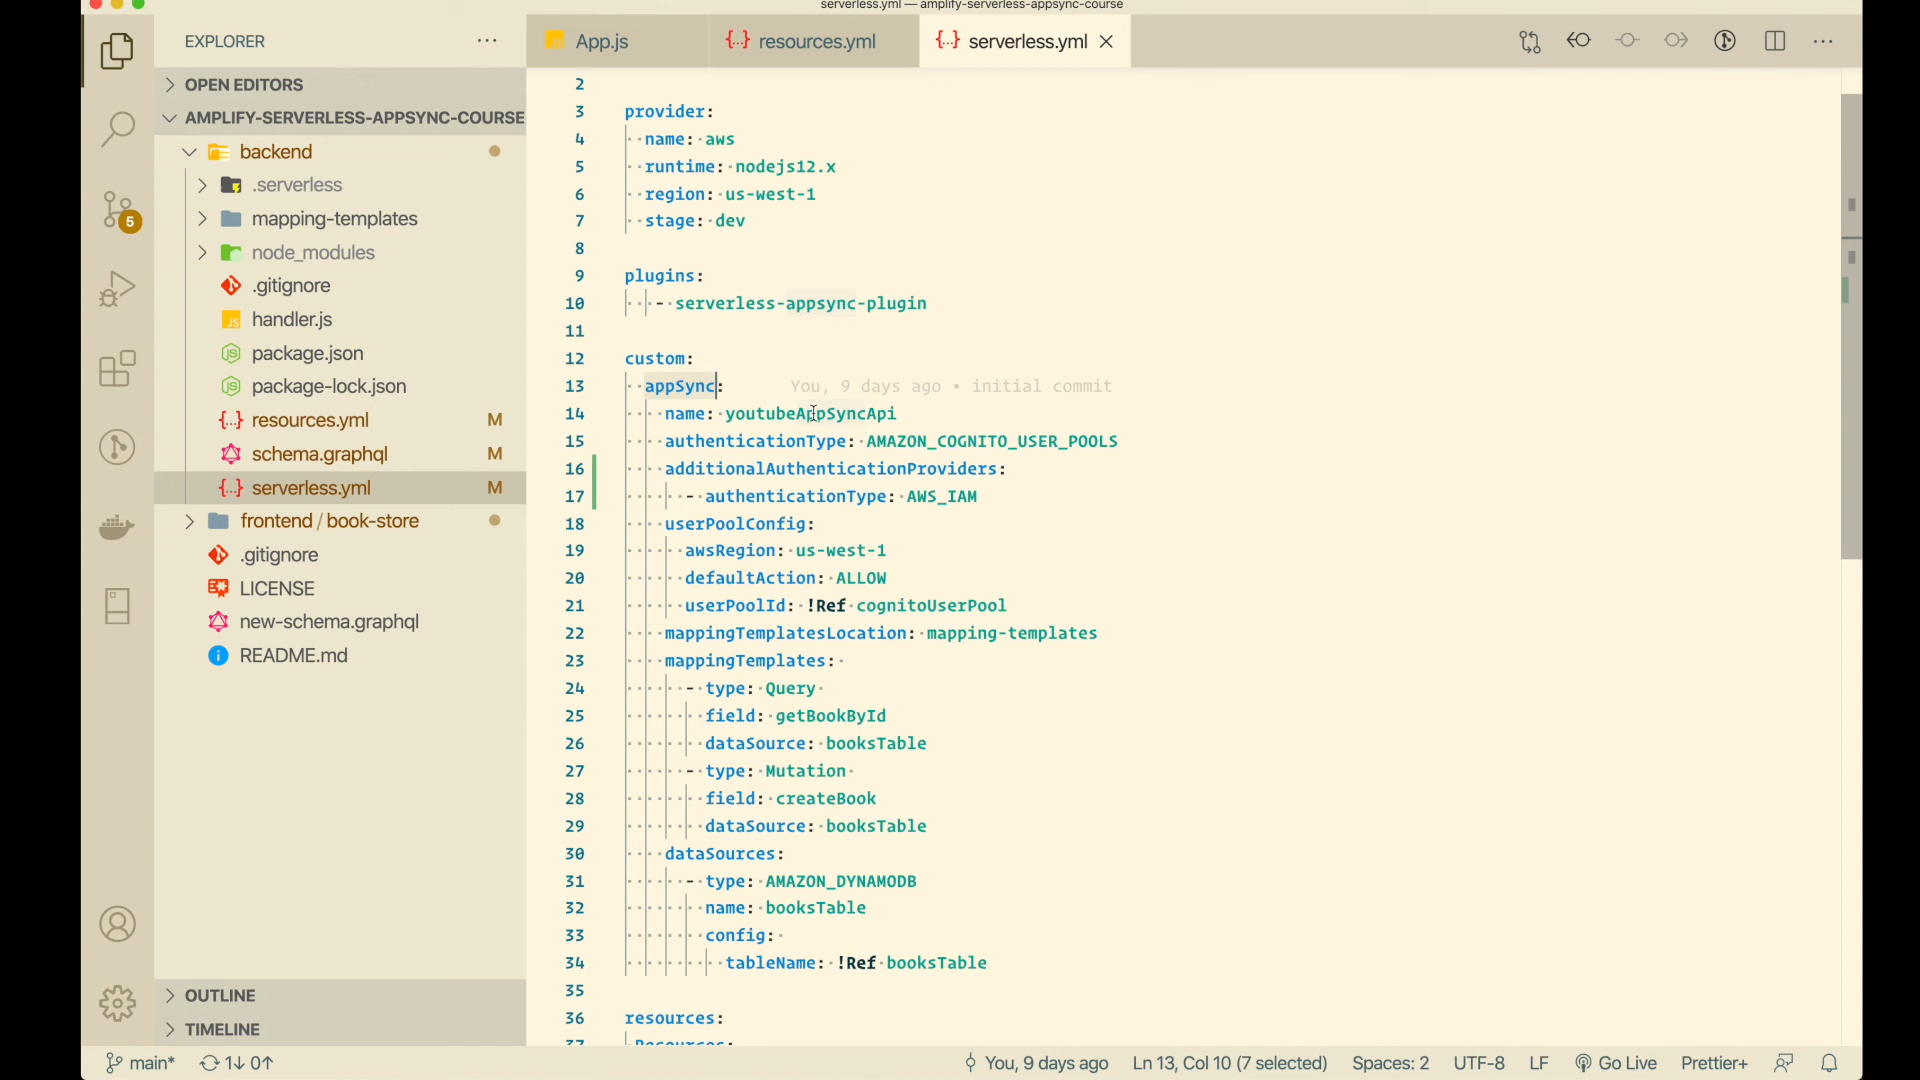 serverless.yml — amplify-serverless-appsync-course
EXPLORER
App.js
resources.yml
serverless.yml
OPEN EDITORS
AMPLIFY-SERVERLESS-APPSYNC-COURSE
backend
.serverless
mapping-templates
node_modules
.gitignore
handler.js
package.json
package-lock.json
resources.yml M
schema.graphql M
serverless.yml M
frontend / book-store
.gitignore
LICENSE
new-schema.graphql
README.md
OUTLINE
TIMELINE
5
2
3 provider:
4 name: aws
5 runtime: nodejs12.x
6 region: us-west-1
7 stage: dev
8
9 plugins:
10 - serverless-appsync-plugin
11
12 custom:
13 appSync: You, 9 days ago • initial commit
14 name: youtubeAppSyncApi
15 authenticationType: AMAZON_COGNITO_USER_POOLS
16 additionalAuthenticationProviders:
17 - authenticationType: AWS_IAM
18 userPoolConfig:
19 awsRegion: us-west-1
20 defaultAction: ALLOW
21 userPoolId: !Ref cognitoUserPool
22 mappingTemplatesLocation: mapping-templates
23 mappingTemplates:
24 - type: Query
25 field: getBookById
26 dataSource: booksTable
27 - type: Mutation
28 field: createBook
29 dataSource: booksTable
30 dataSources:
31 - type: AMAZON_DYNAMODB
32 name: booksTable
33 config:
34 tableName: !Ref booksTable
35
36 resources:
37 Resources:
main* 1↓ 0↑ You, 9 days ago Ln 13, Col 10 (7 selected) Spaces: 2 UTF-8 LF Go Live Prettier+